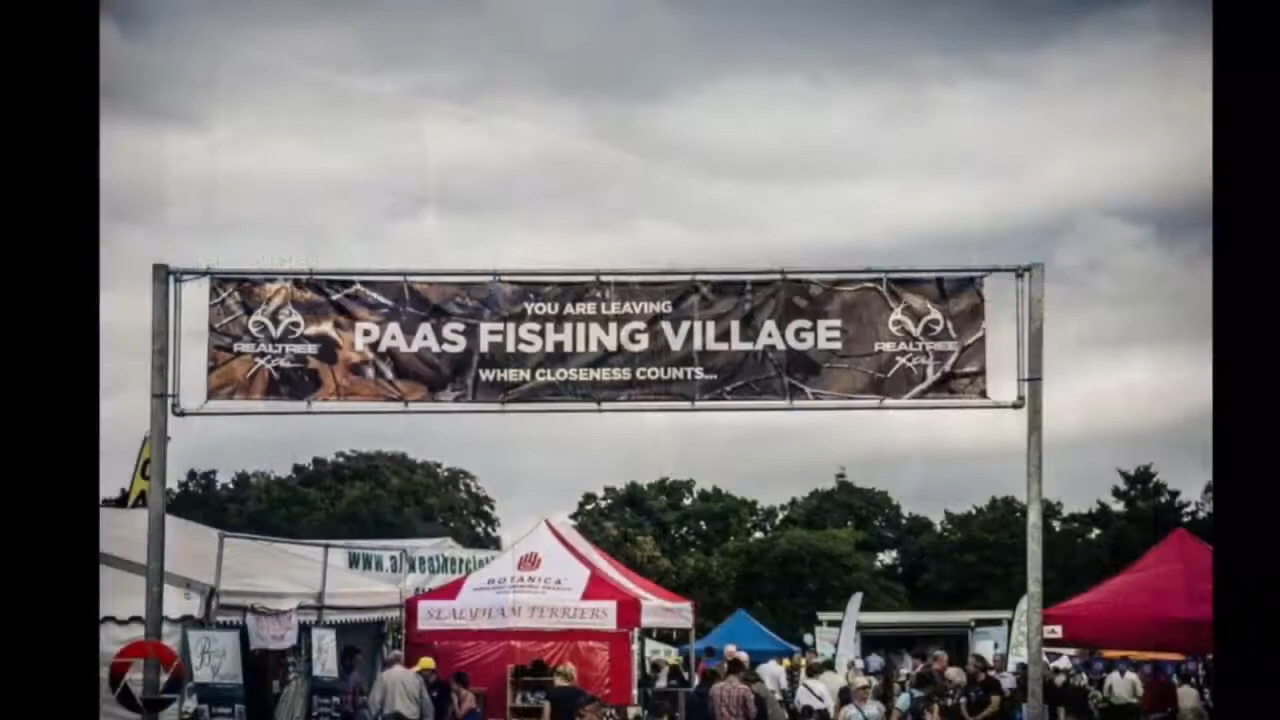 YOU ARE LEAVING
PAAS FISHING VILLAGE
WHEN CLOSENESS COUNTS...
REALTREE
REALTREE
BOTANICA
SEALYHAM TERRIERS